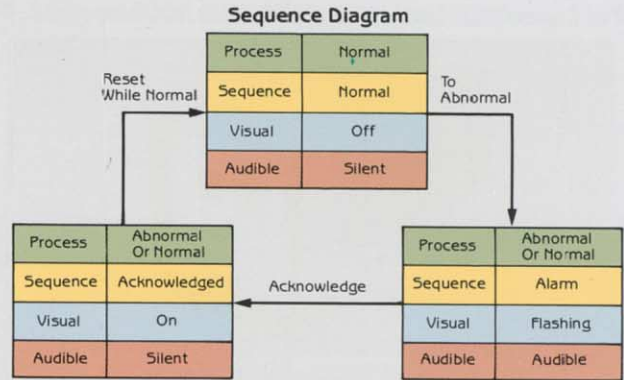 Sequence Diagram
Process Normal
Sequence Normal
Visual Off
Audible Silent
Reset
While Normal
To
Abnormal
Process Abnormal
Or Normal
Sequence Acknowledged
Visual On
Audible Silent
Acknowledge
Process Abnormal
Or Normal
Sequence Alarm
Visual Flashing
Audible Audible